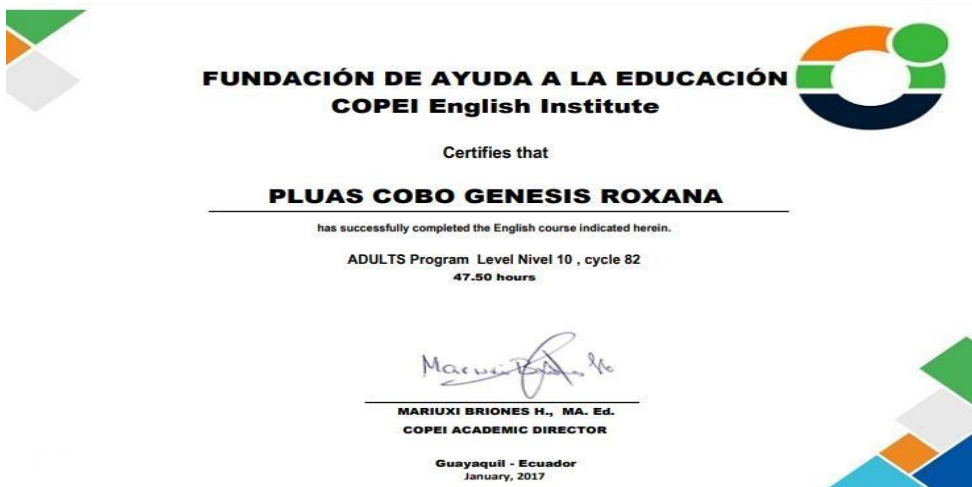 FUNDACIÓN DE AYUDA A LA EDUCACIÓN
COPEI English Institute
Certifies that
PLUAS COBO GENESIS ROXANA
has successfully completed the English course indicated herein.
ADULTS Program Level Nivel 10 , cycle 82
47.50 hours
Mariuxi Briones H
MARIUXI BRIONES H., MA. Ed.
COPEI ACADEMIC DIRECTOR
Guayaquil - Ecuador
January, 2017